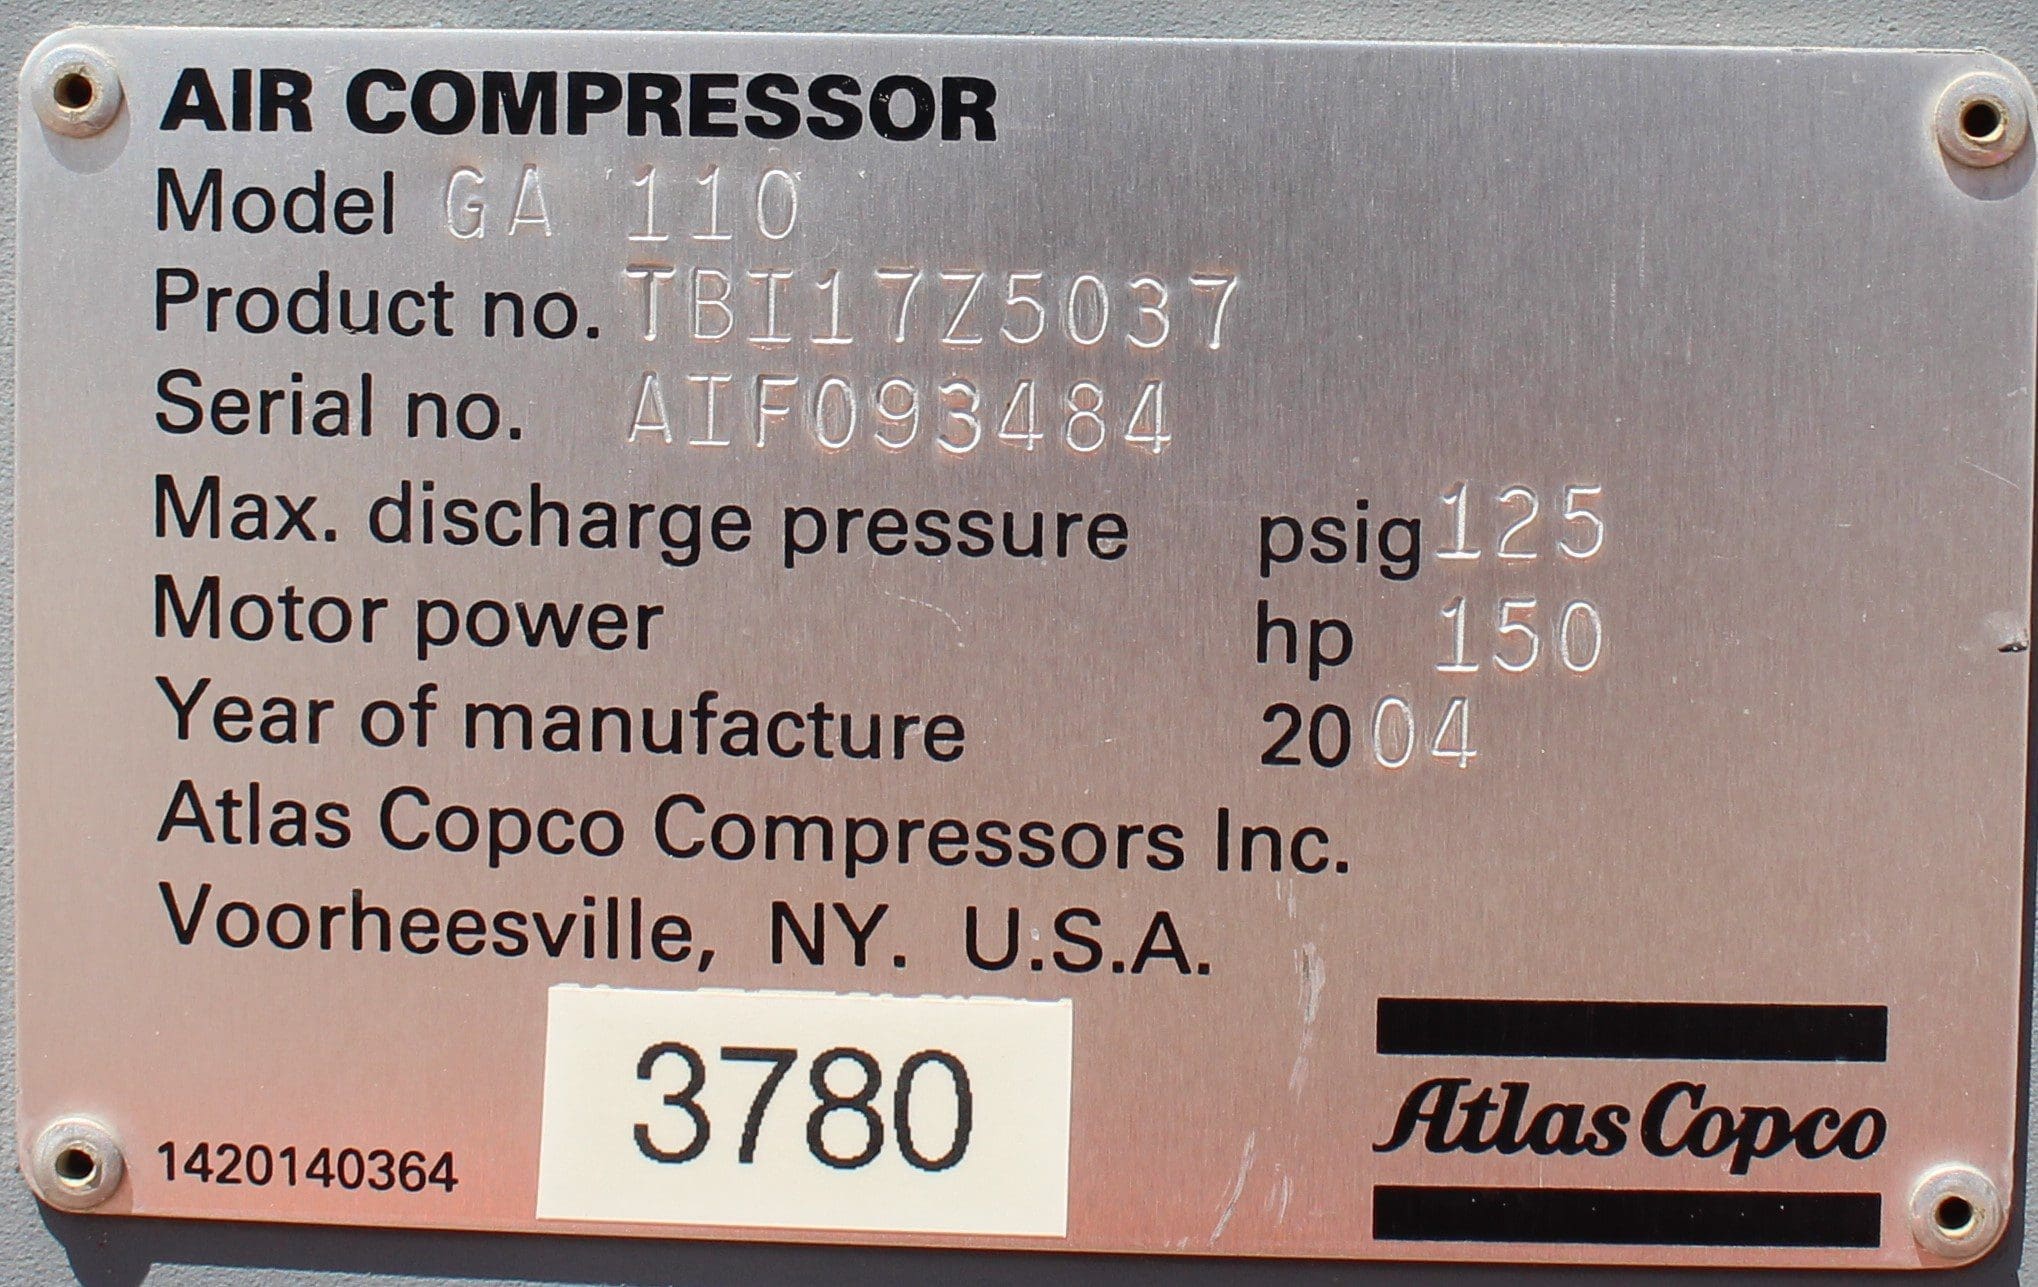 AIR COMPRESSOR
Model GA 110
Product no. TBI17Z5037
Serial no. AIF093484
Max. discharge pressure psig 125
Motor power hp 150
Year of manufacture 2004
Atlas Copco Compressors Inc.
Voorheesville, NY. U.S.A.
3780
1420140364
Atlas Copco